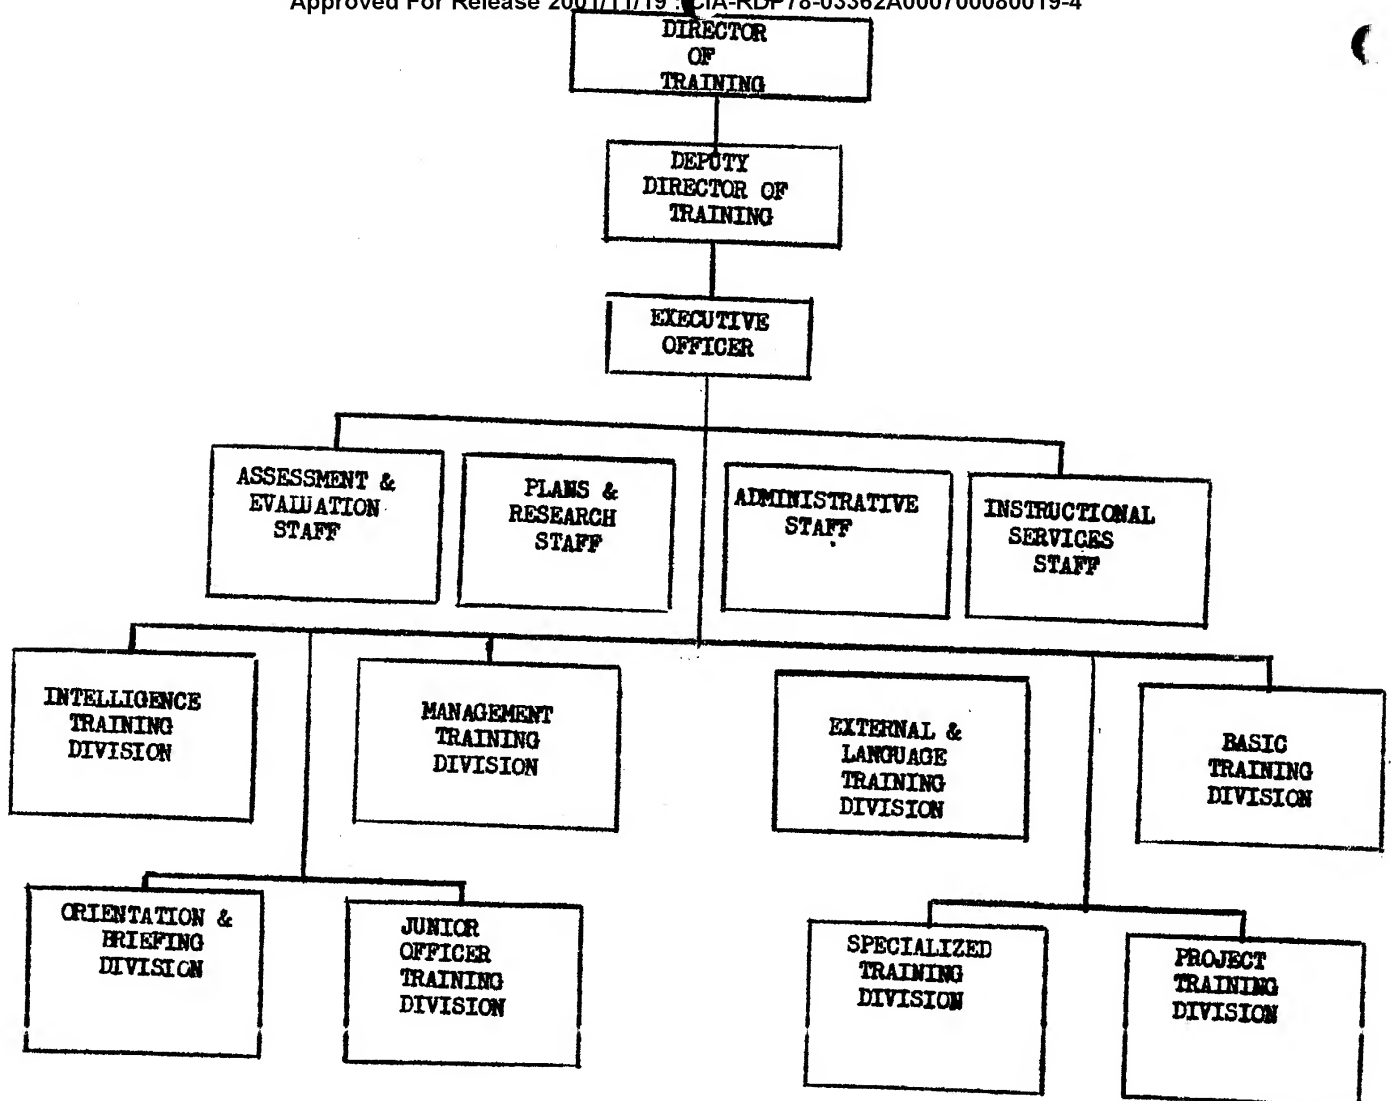 Approved For Release 2001/11/19 : CIA-RDP78-03362A000700080019-4
DIRECTOR
OF
TRAINING
DEPUTY
DIRECTOR OF
TRAINING
EXECUTIVE
OFFICER
ASSESSMENT &
EVALUATION
STAFF
PLANS &
RESEARCH
STAFF
ADMINISTRATIVE
STAFF
INSTRUCTIONAL
SERVICES
STAFF
INTELLIGENCE
TRAINING
DIVISION
MANAGEMENT
TRAINING
DIVISION
EXTERNAL &
LANGUAGE
TRAINING
DIVISION
BASIC
TRAINING
DIVISION
ORIENTATION &
BRIEFING
DIVISION
JUNIOR
OFFICER
TRAINING
DIVISION
SPECIALIZED
TRAINING
DIVISION
PROJECT
TRAINING
DIVISION